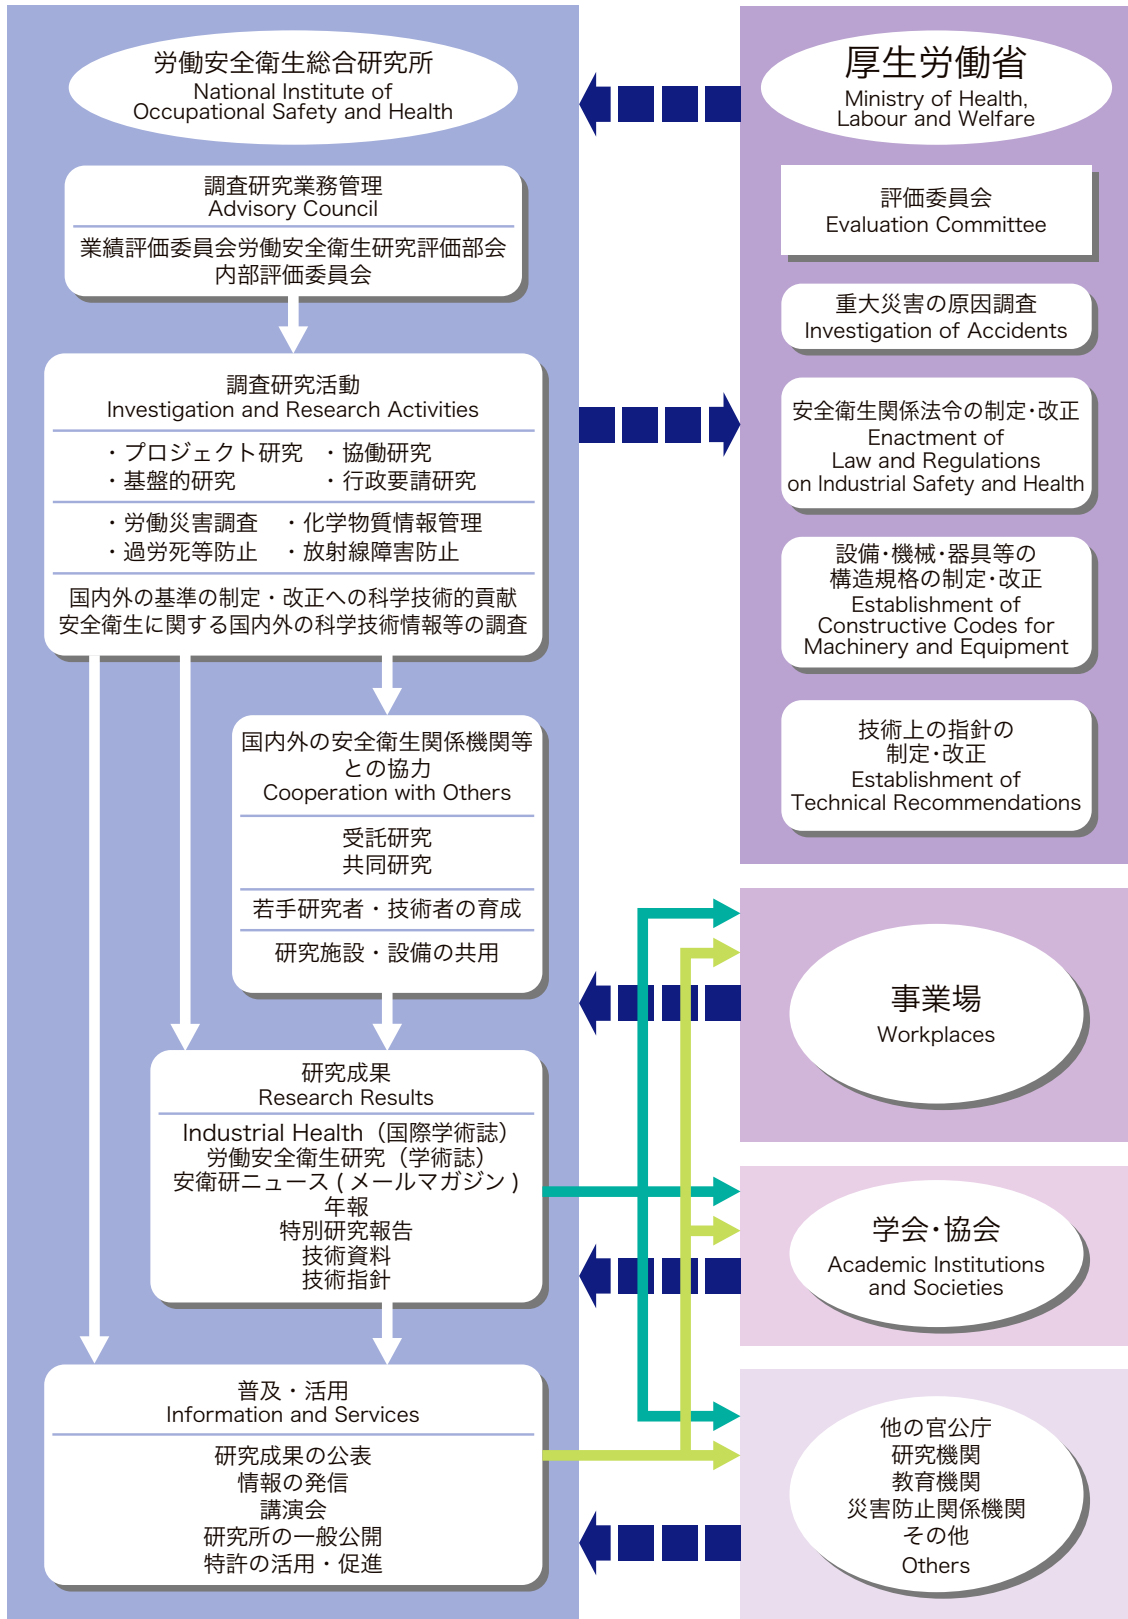 労働安全衛生総合研究所
National Institute of
Occupational Safety and Health
調査研究業務管理
Advisory Council
業績評価委員会労働安全衛生研究評価部会
内部評価委員会
調査研究活動
Investigation and Research Activities
・プロジェクト研究 ・協働研究
・基盤的研究 ・行政要請研究
・労働災害調査 ・化学物質情報管理
・過労死等防止 ・放射線障害防止
国内外の基準の制定・改正への科学技術的貢献
安全衛生に関する国内外の科学技術情報等の調査
国内外の安全衛生関係機関等
との協力
Cooperation with Others
受託研究
共同研究
若手研究者・技術者の育成
研究施設・設備の共用
研究成果
Research Results
Industrial Health（国際学術誌）
労働安全衛生研究（学術誌）
安衛研ニュース ( メールマガジン )
年報
特別研究報告
技術資料
技術指針
普及・活用
Information and Services
研究成果の公表
情報の発信
講演会
研究所の一般公開
特許の活用・促進
厚生労働省
Ministry of Health,
Labour and Welfare
評価委員会
Evaluation Committee
重大災害の原因調査
Investigation of Accidents
安全衛生関係法令の制定・改正
Enactment of
Law and Regulations
on Industrial Safety and Health
設備・機械・器具等の
構造規格の制定・改正
Establishment of
Constructive Codes for
Machinery and Equipment
技術上の指針の
制定・改正
Establishment of
Technical Recommendations
事業場
Workplaces
学会・協会
Academic Institutions
and Societies
他の官公庁
研究機関
教育機関
災害防止関係機関
その他
Others